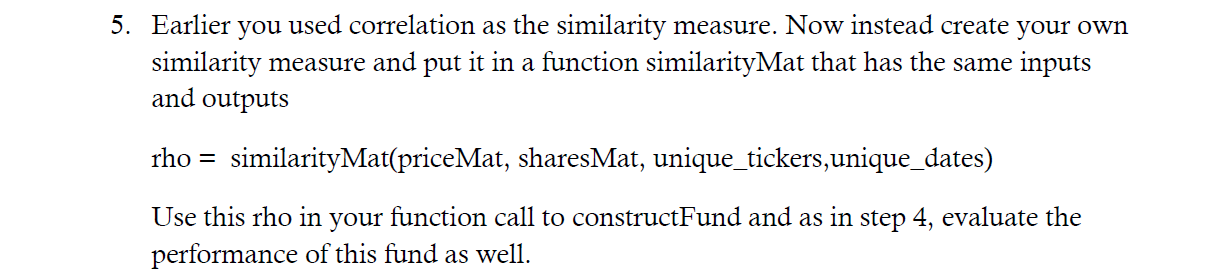 5. Earlier you used correlation as the similarity measure. Now instead create your own
similarity measure and put it in a function similarityMat that has the same inputs
and outputs
rho = similarityMat(priceMat, sharesMat, unique_tickers,unique_dates)
Use this rho in your function call to constructFund and as in step 4, evaluate the
performance of this fund as well.